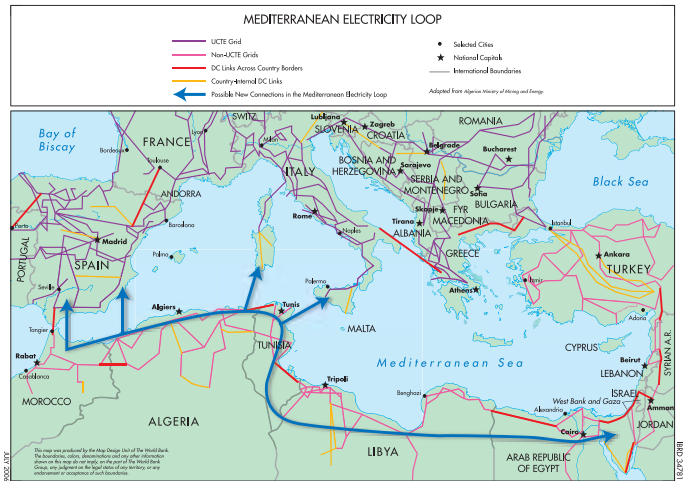 MEDITERRANEAN ELECTRICITY LOOP
UCTE Grid
Non-UCTE Grids
DC Links Across Country Borders
Country-Internal DC Links
Possible New Connections in the Mediterranean Electricity Loop
Selected Cities
National Capitals
International Boundaries
Adapted from Algerian Ministry of Mining and Energy.
Bay of
Biscay
FRANCE
Lyon
SWITZ
Milan
Bordeaux
Toulouse
ANDORRA
ITALY
Lubljana
SLOVENIA
Zagreb
CROATIA
BOSNIA AND
HERZEGOVINA
Sarajevo
Belgrade
SERBIA AND
MONTENEGRO
ROMANIA
Bucharest
Sofia
BULGARIA
Skopje
FYR
MACEDONIA
Tirana
ALBANIA
GREECE
Athens
Black Sea
Istanbul
Ankara
TURKEY
Izmir
Adana
Porto
PORTUGAL
Madrid
SPAIN
Barcelona
Palma
Seville
Rome
Naples
Palermo
Algiers
Tunis
TUNISIA
MALTA
Tangier
Rabat
Casablanca
MOROCCO
ALGERIA
Tripoli
LIBYA
Benghazi
Mediterranean Sea
CYPRUS
SYRIAN A.R.
Beirut
LEBANON
West Bank and Gaza
ISRAEL
Amman
JORDAN
Alexandria
Cairo
ARAB REPUBLIC
OF EGYPT
This map was produced by the Map Design Unit of The World Bank.
The boundaries, colors, denominations and any other information
shown on this map do not imply, on the part of The World Bank
Group, any judgment on the legal status of any territory, or any
endorsement or acceptance of such boundaries.
JULY 2006
IBRD 34781